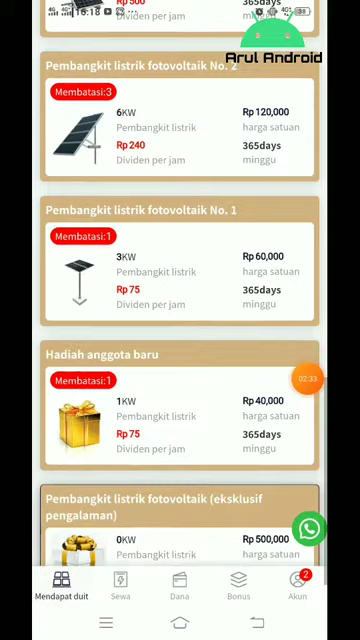 16:18
Rp 500
365days
minggu
Arul Android
Pembangkit listrik fotovoltaik No. 2
Membatasi:3
6KW
Rp 120,000
Pembangkit listrik
harga satuan
Rp 240
365days
Dividen per jam
minggu
Pembangkit listrik fotovoltaik No. 1
Membatasi:1
3KW
Rp 60,000
Pembangkit listrik
harga satuan
Rp 75
365days
Dividen per jam
minggu
Hadiah anggota baru
Membatasi:1
1KW
Rp 40,000
Pembangkit listrik
harga satuan
Rp 75
365days
Dividen per jam
minggu
02:33
Pembangkit listrik fotovoltaik (eksklusif
pengalaman)
0KW
Rp 500,000
Pembangkit listrik
harga satuan
2
Mendapat duit
Sewa
Dana
Bonus
Akun